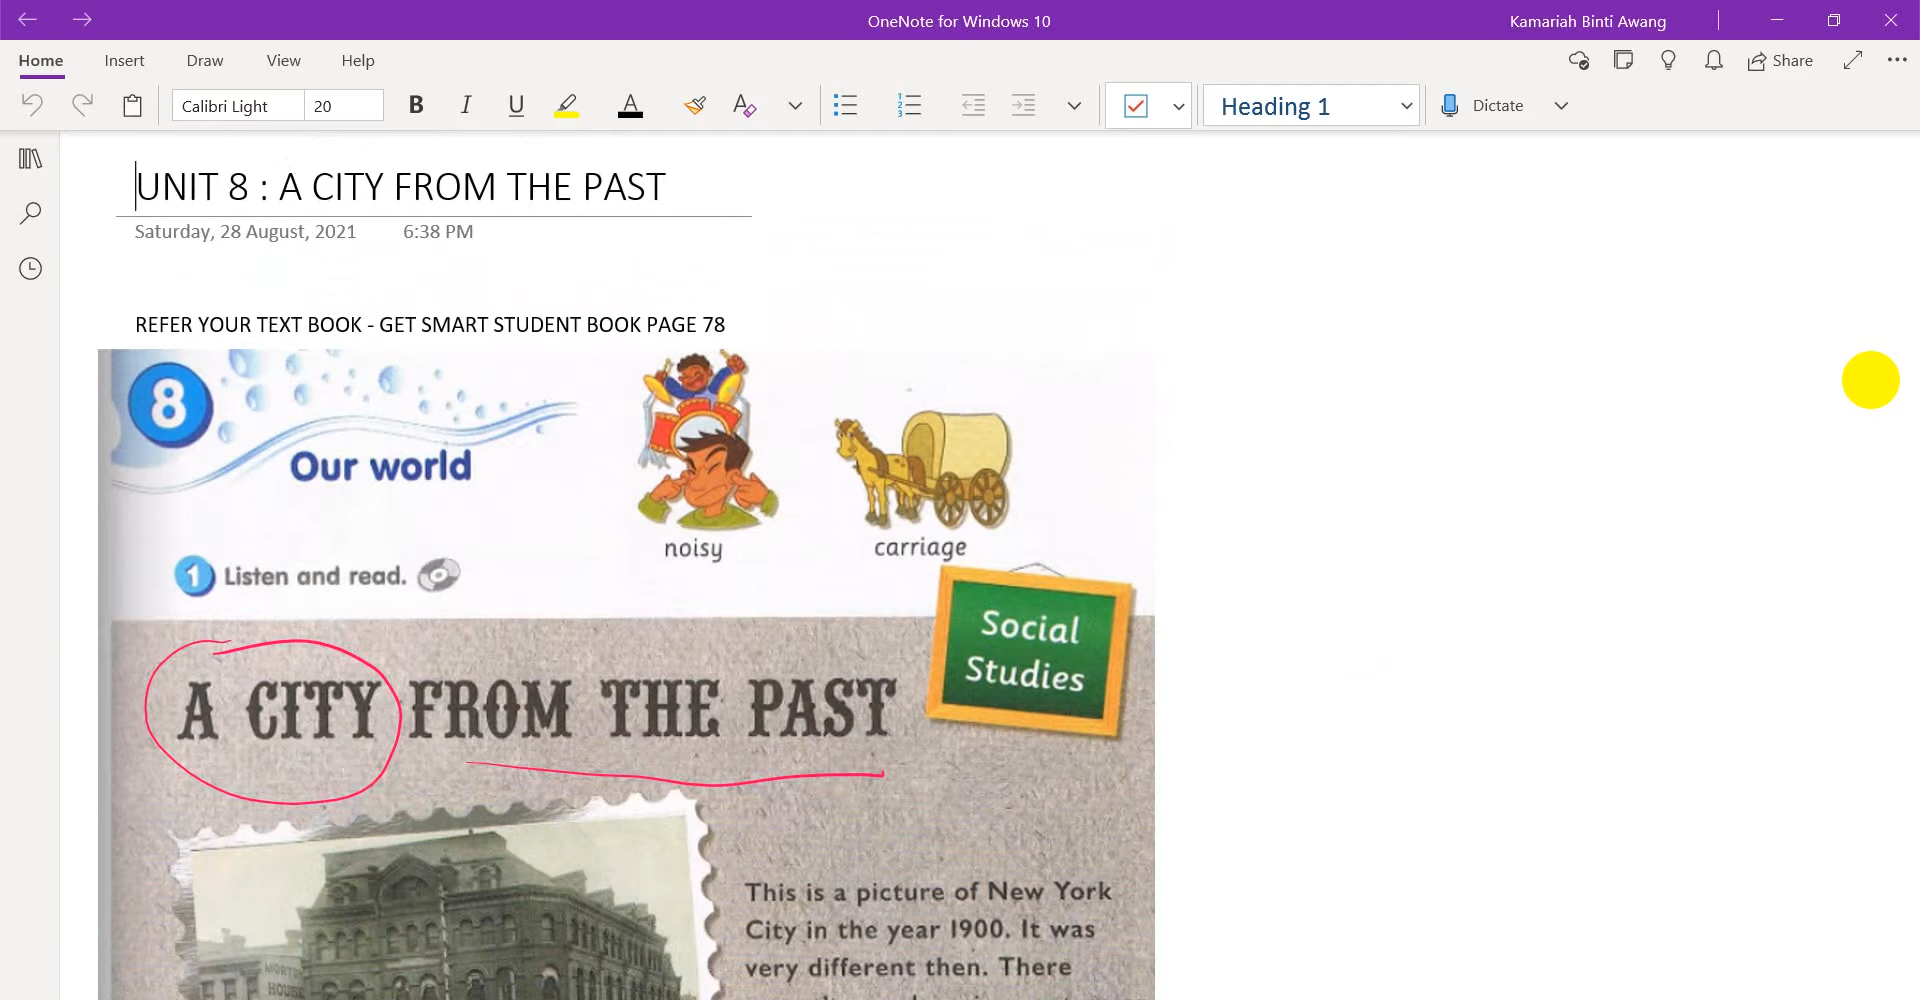 OneNote for Windows 10
Kamariah Binti Awang
Home Insert Draw View Help
Share
Calibri Light 20 B I U A A Heading 1 Dictate
UNIT 8 : A CITY FROM THE PAST
Saturday, 28 August, 2021 6:38 PM
REFER YOUR TEXT BOOK - GET SMART STUDENT BOOK PAGE 78
8
Our world
noisy
carriage
1 Listen and read.
Social
Studies
A CITY FROM THE PAST
This is a picture of New York
City in the year 1900. It was
very different then. There
HOUSE